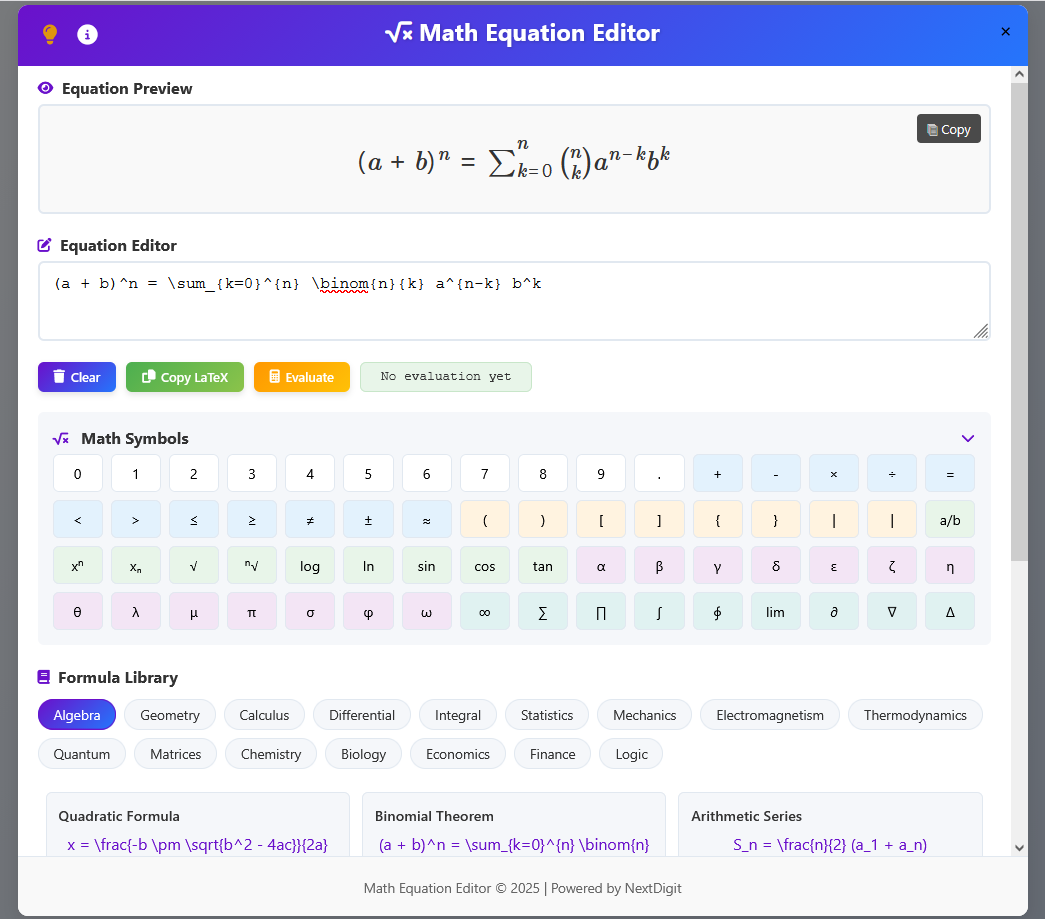 √x Math Equation Editor ×
Equation Preview
Copy
(a + b)^n = ∑_{k=0}^{n} \binom{n}{k} a^{n−k} b^k
Equation Editor
(a + b)^n = \sum_{k=0}^{n} \binom{n}{k} a^{n-k} b^k
Clear Copy LaTeX Evaluate No evaluation yet
√x Math Symbols
0 1 2 3 4 5 6 7 8 9 . + - × ÷ =
< > ≤ ≥ ≠ ± ≈ ( ) [ ] { } | | a/b
xⁿ xₙ √ ⁿ√ log ln sin cos tan α β γ δ ε ζ η
θ λ μ π σ φ ω ∞ ∑ ∏ ∫ ∮ lim ∂ ∇ Δ
Formula Library
Algebra Geometry Calculus Differential Integral Statistics Mechanics Electromagnetism Thermodynamics
Quantum Matrices Chemistry Biology Economics Finance Logic
Quadratic Formula Binomial Theorem Arithmetic Series
x = \frac{-b \pm \sqrt{b^2 - 4ac}}{2a} (a + b)^n = \sum_{k=0}^{n} \binom{n} S_n = \frac{n}{2} (a_1 + a_n)
Math Equation Editor © 2025 | Powered by NextDigit